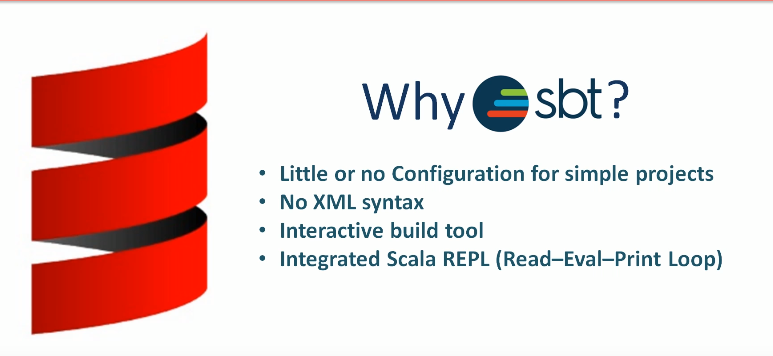 Why sbt?
• Little or no Configuration for simple projects
• No XML syntax
• Interactive build tool
• Integrated Scala REPL (Read–Eval–Print Loop)